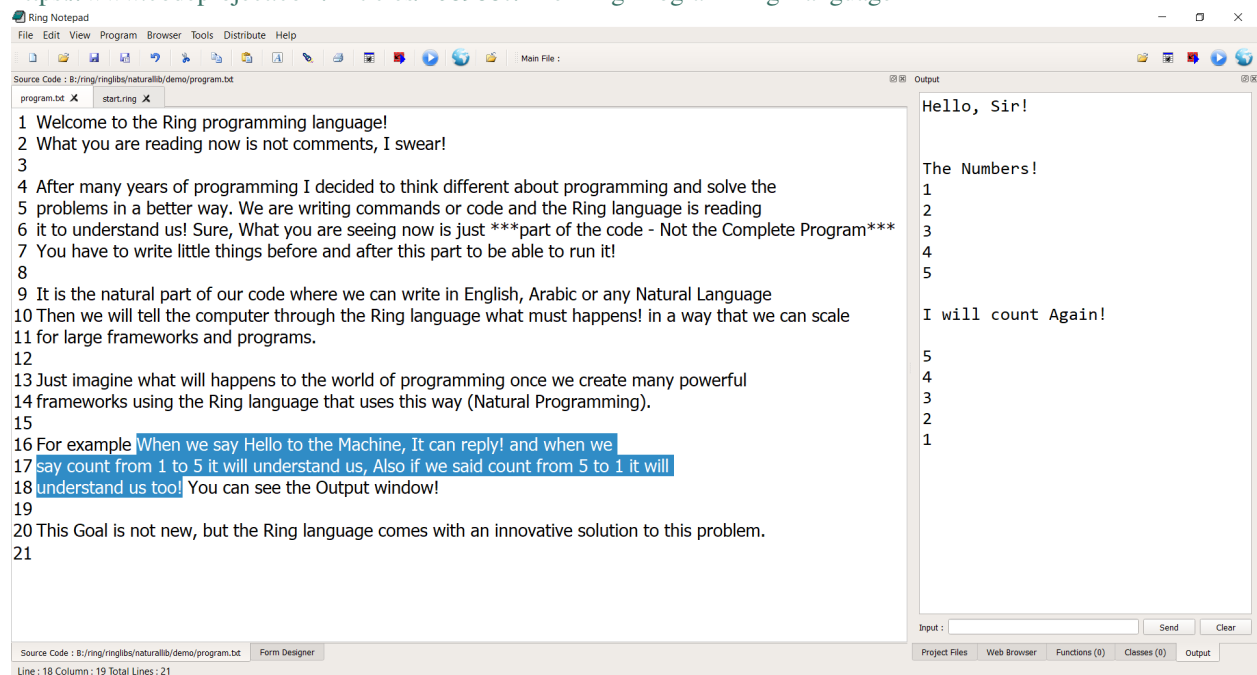 Ring Notepad
File Edit View Program Browser Tools Distribute Help
Main File :
Source Code : B:/ring/ringlibs/naturallib/demo/program.txt
program.txt
start.ring
1 Welcome to the Ring programming language!
2 What you are reading now is not comments, I swear!
3
4 After many years of programming I decided to think different about programming and solve the
5 problems in a better way. We are writing commands or code and the Ring language is reading
6 it to understand us! Sure, What you are seeing now is just ***part of the code - Not the Complete Program***
7 You have to write little things before and after this part to be able to run it!
8
9 It is the natural part of our code where we can write in English, Arabic or any Natural Language
10 Then we will tell the computer through the Ring language what must happens! in a way that we can scale
11 for large frameworks and programs.
12
13 Just imagine what will happens to the world of programming once we create many powerful
14 frameworks using the Ring language that uses this way (Natural Programming).
15
16 For example When we say Hello to the Machine, It can reply! and when we
17 say count from 1 to 5 it will understand us, Also if we said count from 5 to 1 it will
18 understand us too! You can see the Output window!
19
20 This Goal is not new, but the Ring language comes with an innovative solution to this problem.
21
Source Code : B:/ring/ringlibs/naturallib/demo/program.txt Form Designer
Line : 18 Column : 19 Total Lines : 21
Output
Hello, Sir!
The Numbers!
1
2
3
4
5
I will count Again!
5
4
3
2
1
Input : Send Clear
Project Files Web Browser Functions (0) Classes (0) Output